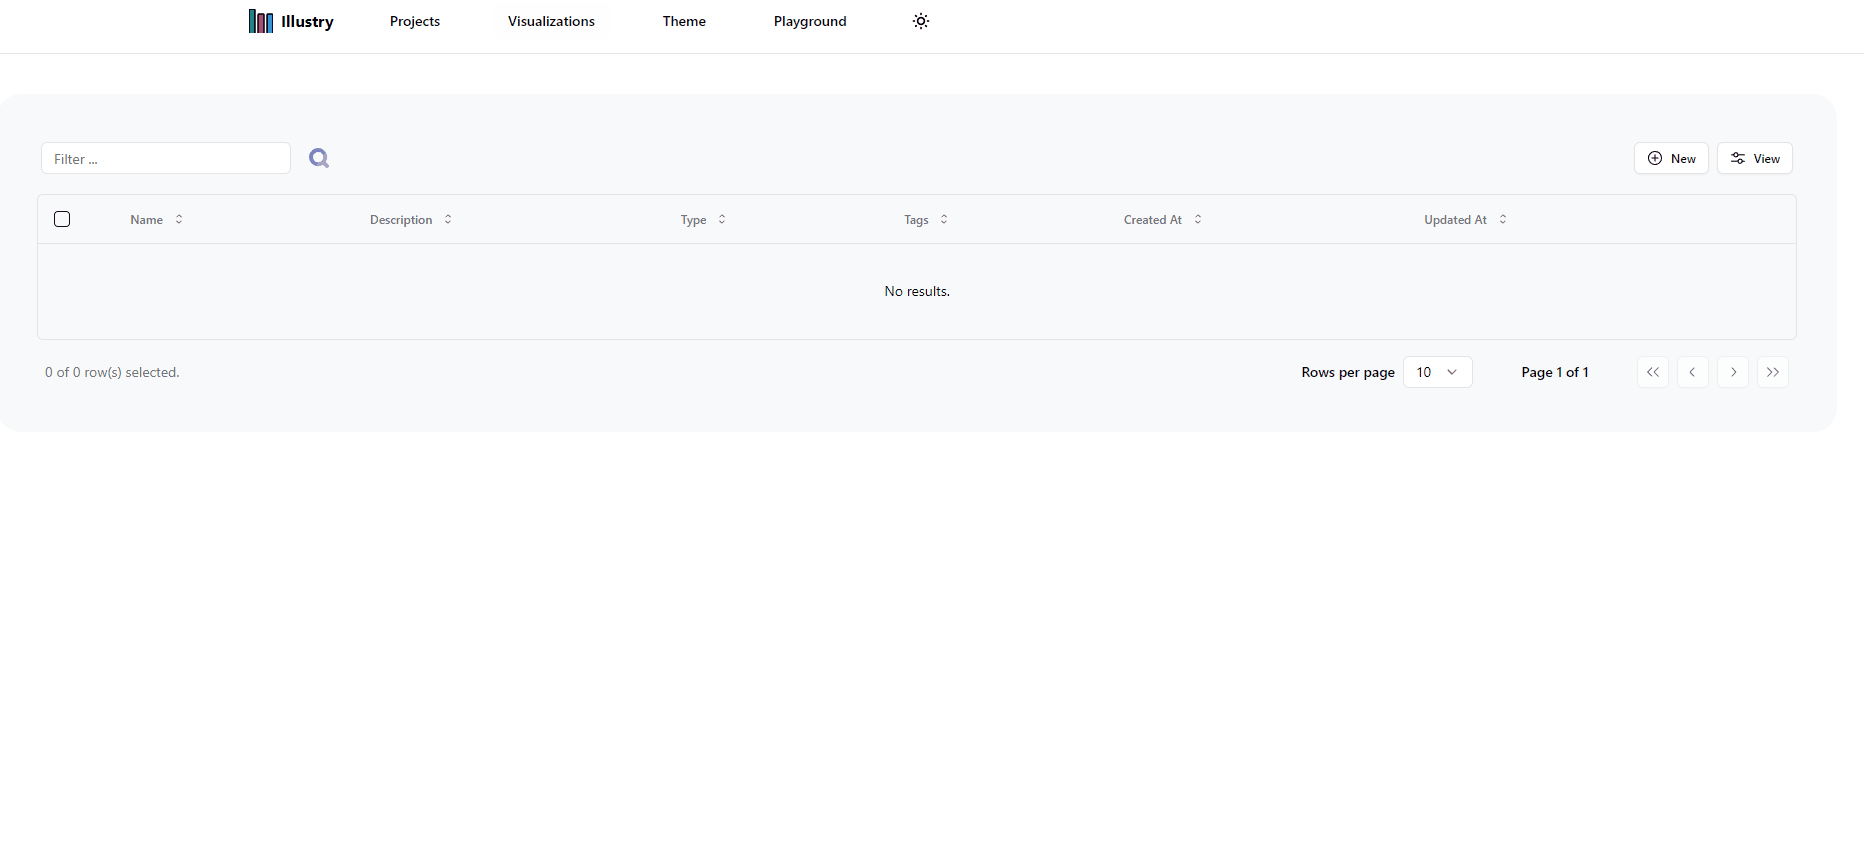 Illustry Projects Visualizations Theme Playground
Filter ... New View
Name Description Type Tags Created At Updated At
No results.
0 of 0 row(s) selected. Rows per page 10 Page 1 of 1